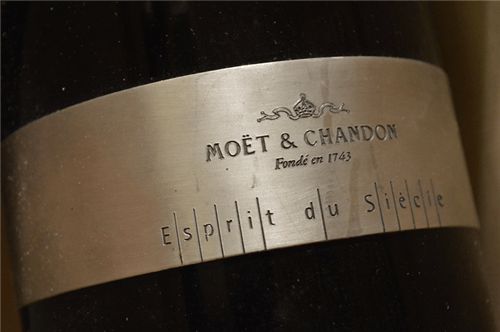 MOËT & CHANDON
Fondé en 1743
Esprit du Siècle